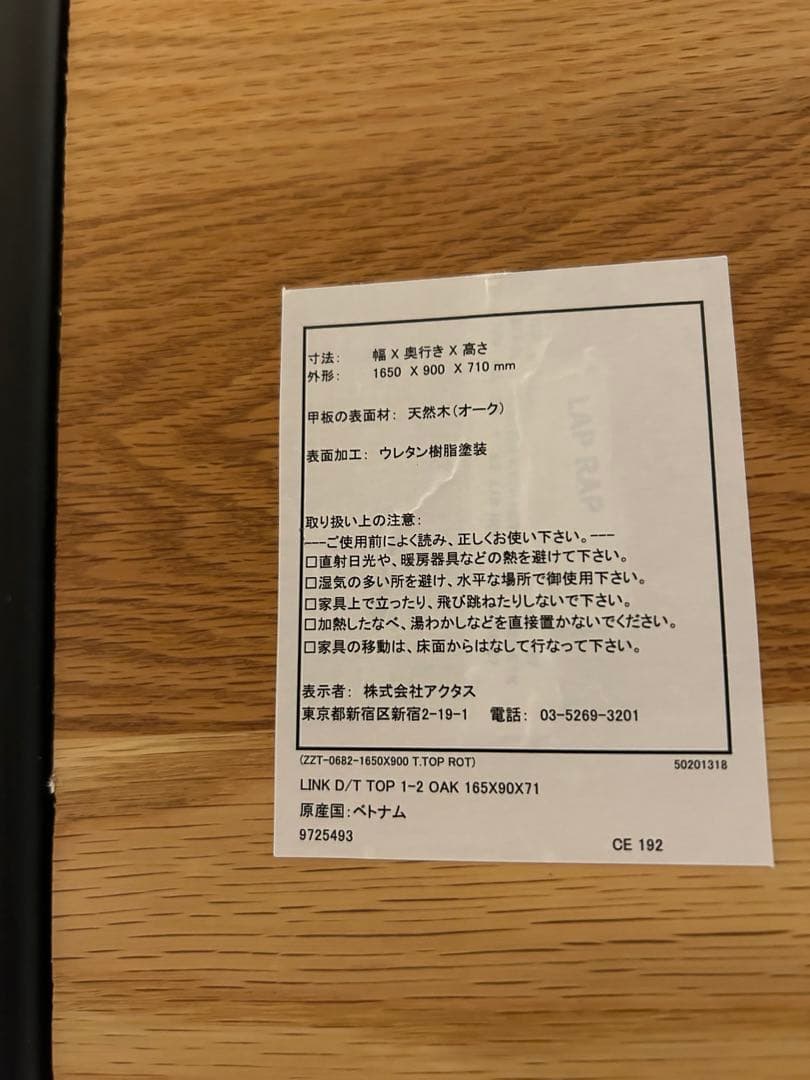 寸法: 幅 X 奥行き X 高さ
外形: 1650 X 900 X 710 mm
甲板の表面材: 天然木(オーク)
表面加工: ウレタン樹脂塗装
取り扱い上の注意:
---ご使用前によく読み、正しくお使い下さい。---
□直射日光や、暖房器具などの熱を避けて下さい。
□湿気の多い所を避け、水平な場所で御使用下さい。
□家具上で立ったり、飛び跳ねたりしないで下さい。
□加熱したなべ、湯わかしなどを直接置かないでください。
□家具の移動は、床面からはなして行なって下さい。
表示者: 株式会社アクタス
東京都新宿区新宿2-19-1 電話: 03-5269-3201
(ZZT-0682-1650X900 T.TOP ROT) 50201318
LINK D/T TOP 1-2 OAK 165X90X71
原産国:ベトナム
9725493
CE 192
LAP RAP